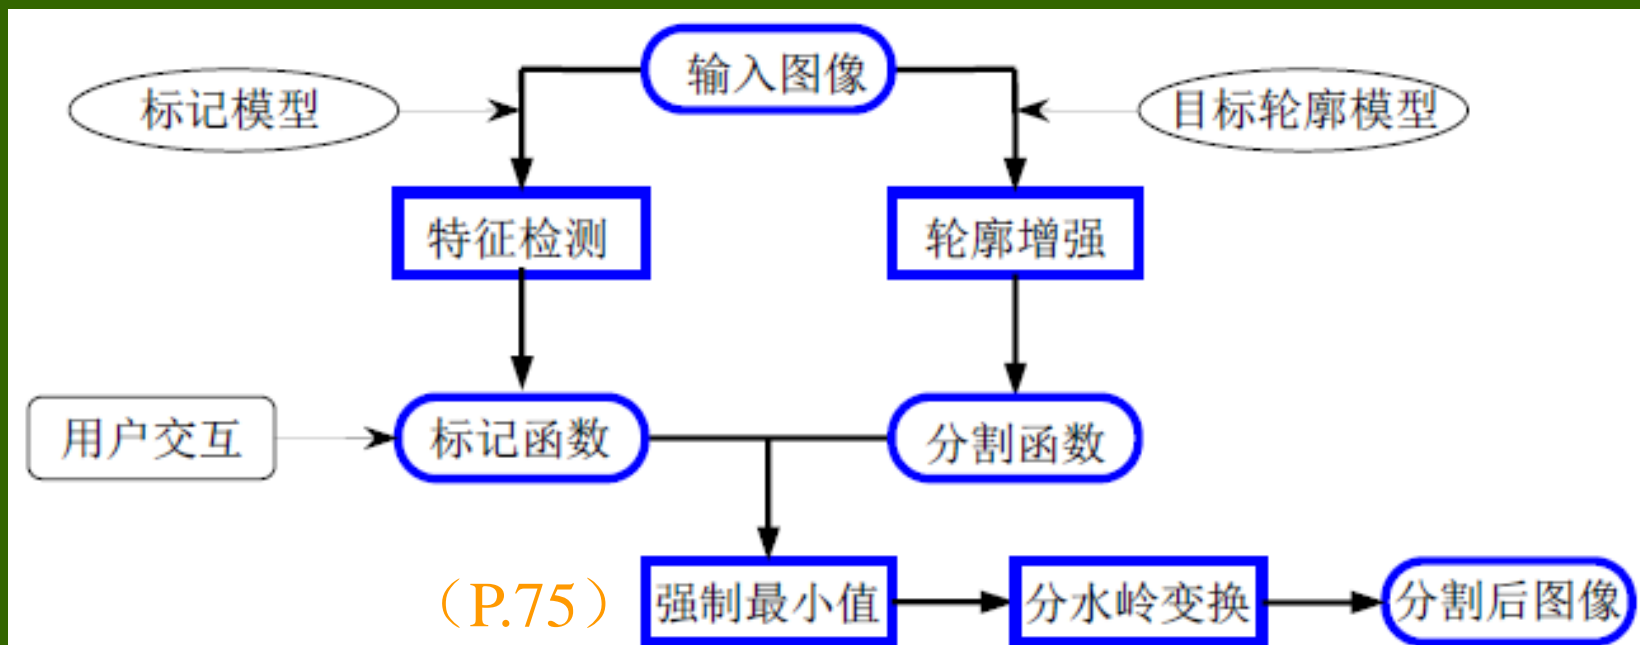 输入图像
标记模型
目标轮廓模型
特征检测
轮廓增强
用户交互
标记函数
分割函数
（P.75）
强制最小值
分水岭变换
分割后图像